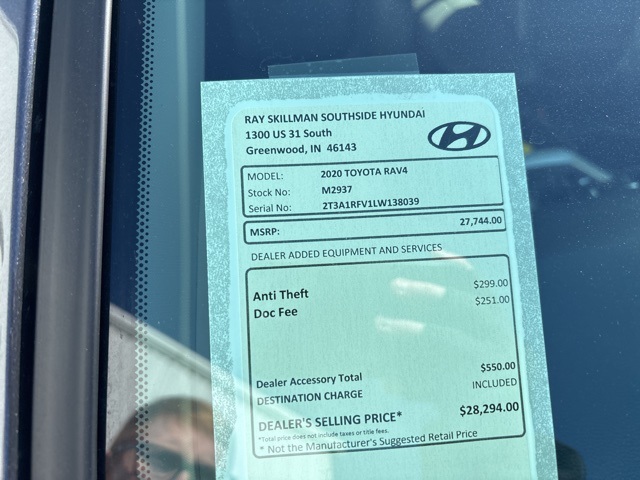 RAY SKILLMAN SOUTHSIDE HYUNDAI
1300 US 31 South
Greenwood, IN 46143
MODEL: 2020 TOYOTA RAV4
Stock No: M2937
Serial No: 2T3A1RFV1LW138039
MSRP: 27,744.00
DEALER ADDED EQUIPMENT AND SERVICES
Anti Theft $299.00
Doc Fee $251.00
Dealer Accessory Total $550.00
DESTINATION CHARGE INCLUDED
DEALER'S SELLING PRICE* $28,294.00
*Total price does not include taxes or title fees.
* Not the Manufacturer's Suggested Retail Price